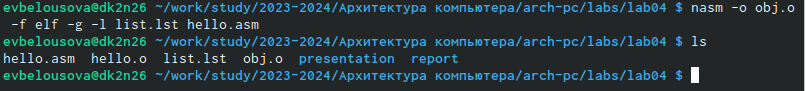 evbelousova@dk2n26 ~/work/study/2023-2024/Архитектура компьютера/arch-pc/labs/lab04 $ nasm -o obj.o
 -f elf -g -l list.lst hello.asm
evbelousova@dk2n26 ~/work/study/2023-2024/Архитектура компьютера/arch-pc/labs/lab04 $ ls
hello.asm  hello.o  list.lst  obj.o  presentation  report
evbelousova@dk2n26 ~/work/study/2023-2024/Архитектура компьютера/arch-pc/labs/lab04 $